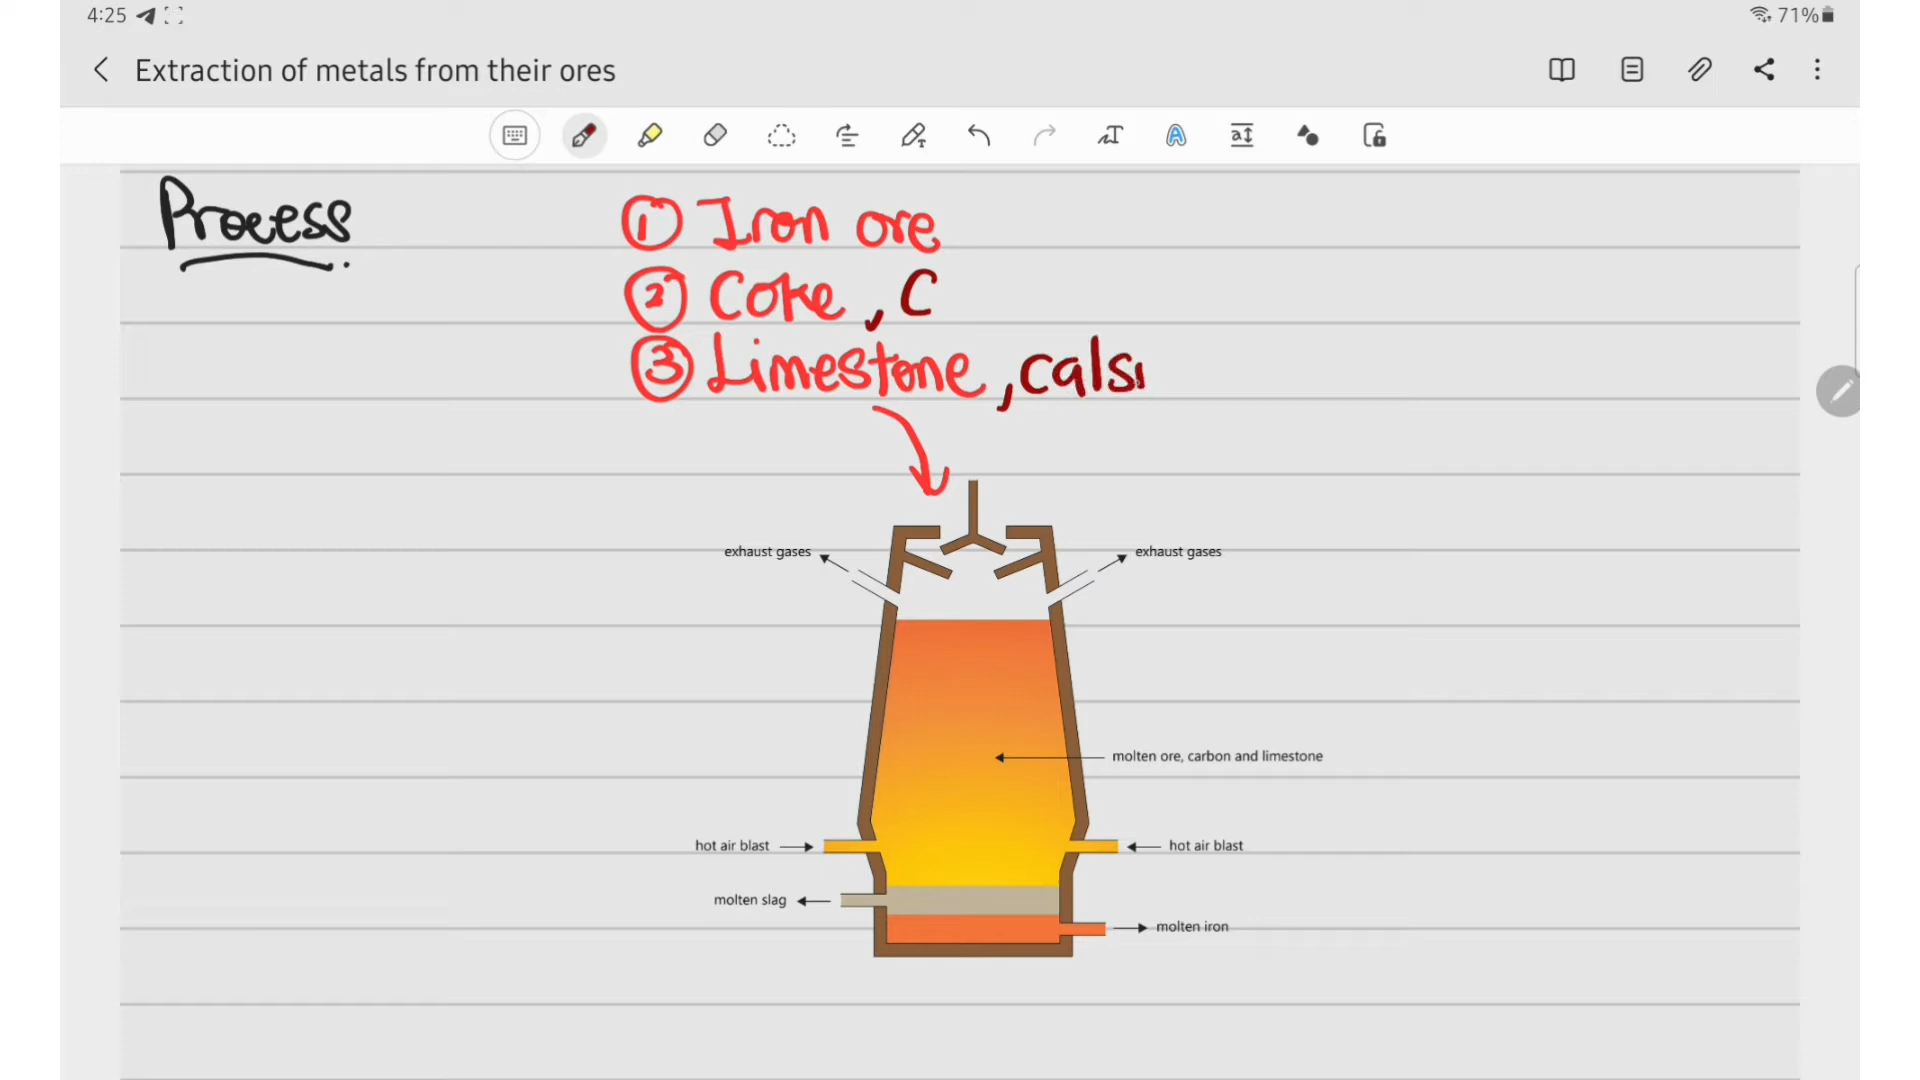 4:25 71%
Extraction of metals from their ores
Process
① Iron ore
② Coke, C
③ Limestone, calsı
exhaust gases exhaust gases
molten ore, carbon and limestone
hot air blast hot air blast
molten slag
molten iron